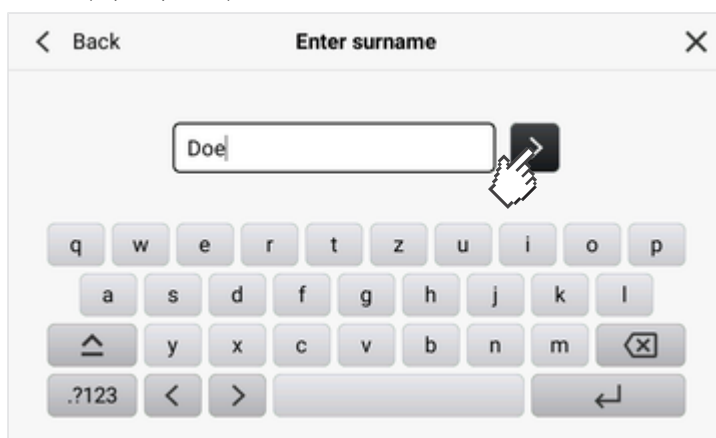 Back Enter surname
Doe
q w e r t z u i o p
a s d f g h j k l
y x c v b n m
.?123